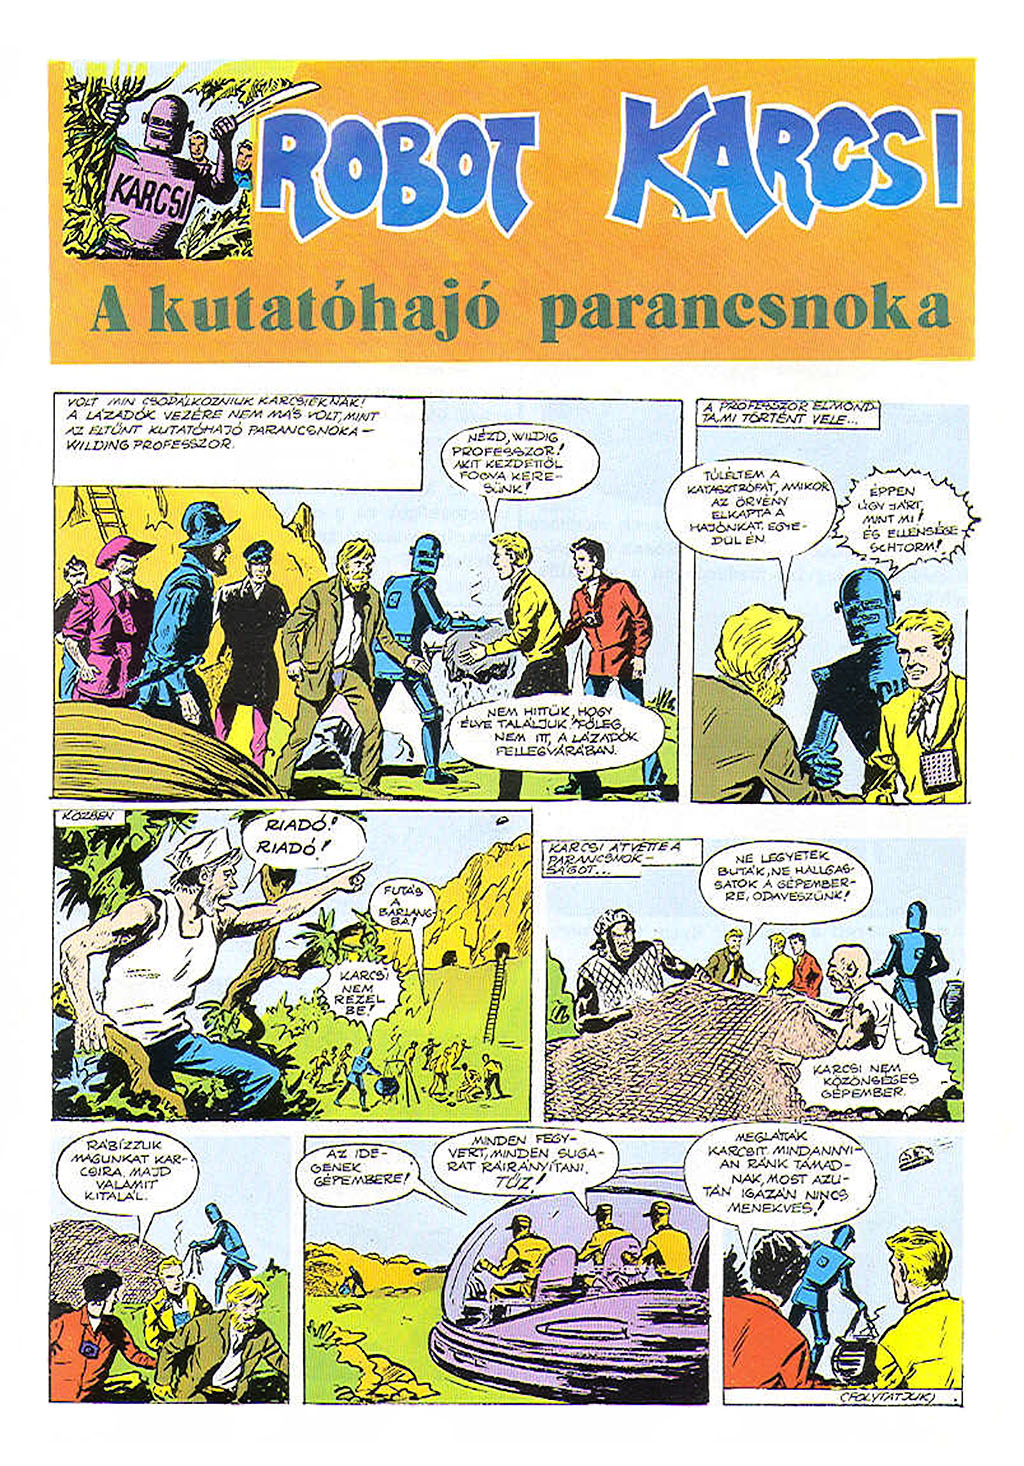 KARCSI
ROBOT KARCSI
A kutatóhajó parancsnoka
VOLT MIN CSODÁLKOZNIUK KARCSIÉKNAK!
A LÁZADÓK VEZÉRE NEM MÁS VOLT, MINT
AZ ELTŰNT KUTATÓHAJÓ PARANCSNOKA –
WILDING PROFESSZOR.
NÉZD, WILDIG
PROFESSZOR!
AKIT KEZDETTŐL
FOGVA KERE-
SÜNK!
NEM HITTÜK, HOGY
ÉLVE TALÁLJUK, FŐLEG
NEM ITT, A LÁZADÓK
FELLEGVÁRÁBAN.
A PROFESSZOR ELMOND-
TA, MI TÖRTÉNT VELE...
TÚLÉLTEM A
KATASZTRÓFÁT, AMIKOR
AZ ÖRVÉNY
ELKAPTA A
HAJÓNKAT. EGYE-
DÜL ÉN.
ÉPPEN
ÚGY JÁRT,
MINT MI!
ÉS ELLENSÉGE
SCHTORM!
KÖZBEN
RIADÓ!
RIADÓ!
FUTÁS
A
BARLANG-
BA!
KARCSI
NEM
REZEL
BE!
KARCSI ÁTVETTE A
PARANCSNOK-
SÁGOT...
NE LEGYETEK
BUTÁK, NE HALLGAS-
SATOK A GÉPEMBER-
RE, ODAVESZÜNK!
KARCSI NEM
KÖZÖNSÉGES
GÉPEMBER.
RÁBÍZZUK
MAGUNKAT KAR-
CSIRA. MAJD
VALAMIT
KITALÁL.
AZ IDE-
GENEK
GÉPEMBERE!
MINDEN FEGY-
VERT, MINDEN SUGA-
RAT RÁIRÁNYÍTANI.
TŰZ!
MEGLÁTTÁK
KARCSIT. MINDANNYI-
AN RÁNK TÁMAD-
NAK, MOST AZU-
TÁN IGAZÁN NINCS
MENEKVÉS!
(FOLYTATJUK)